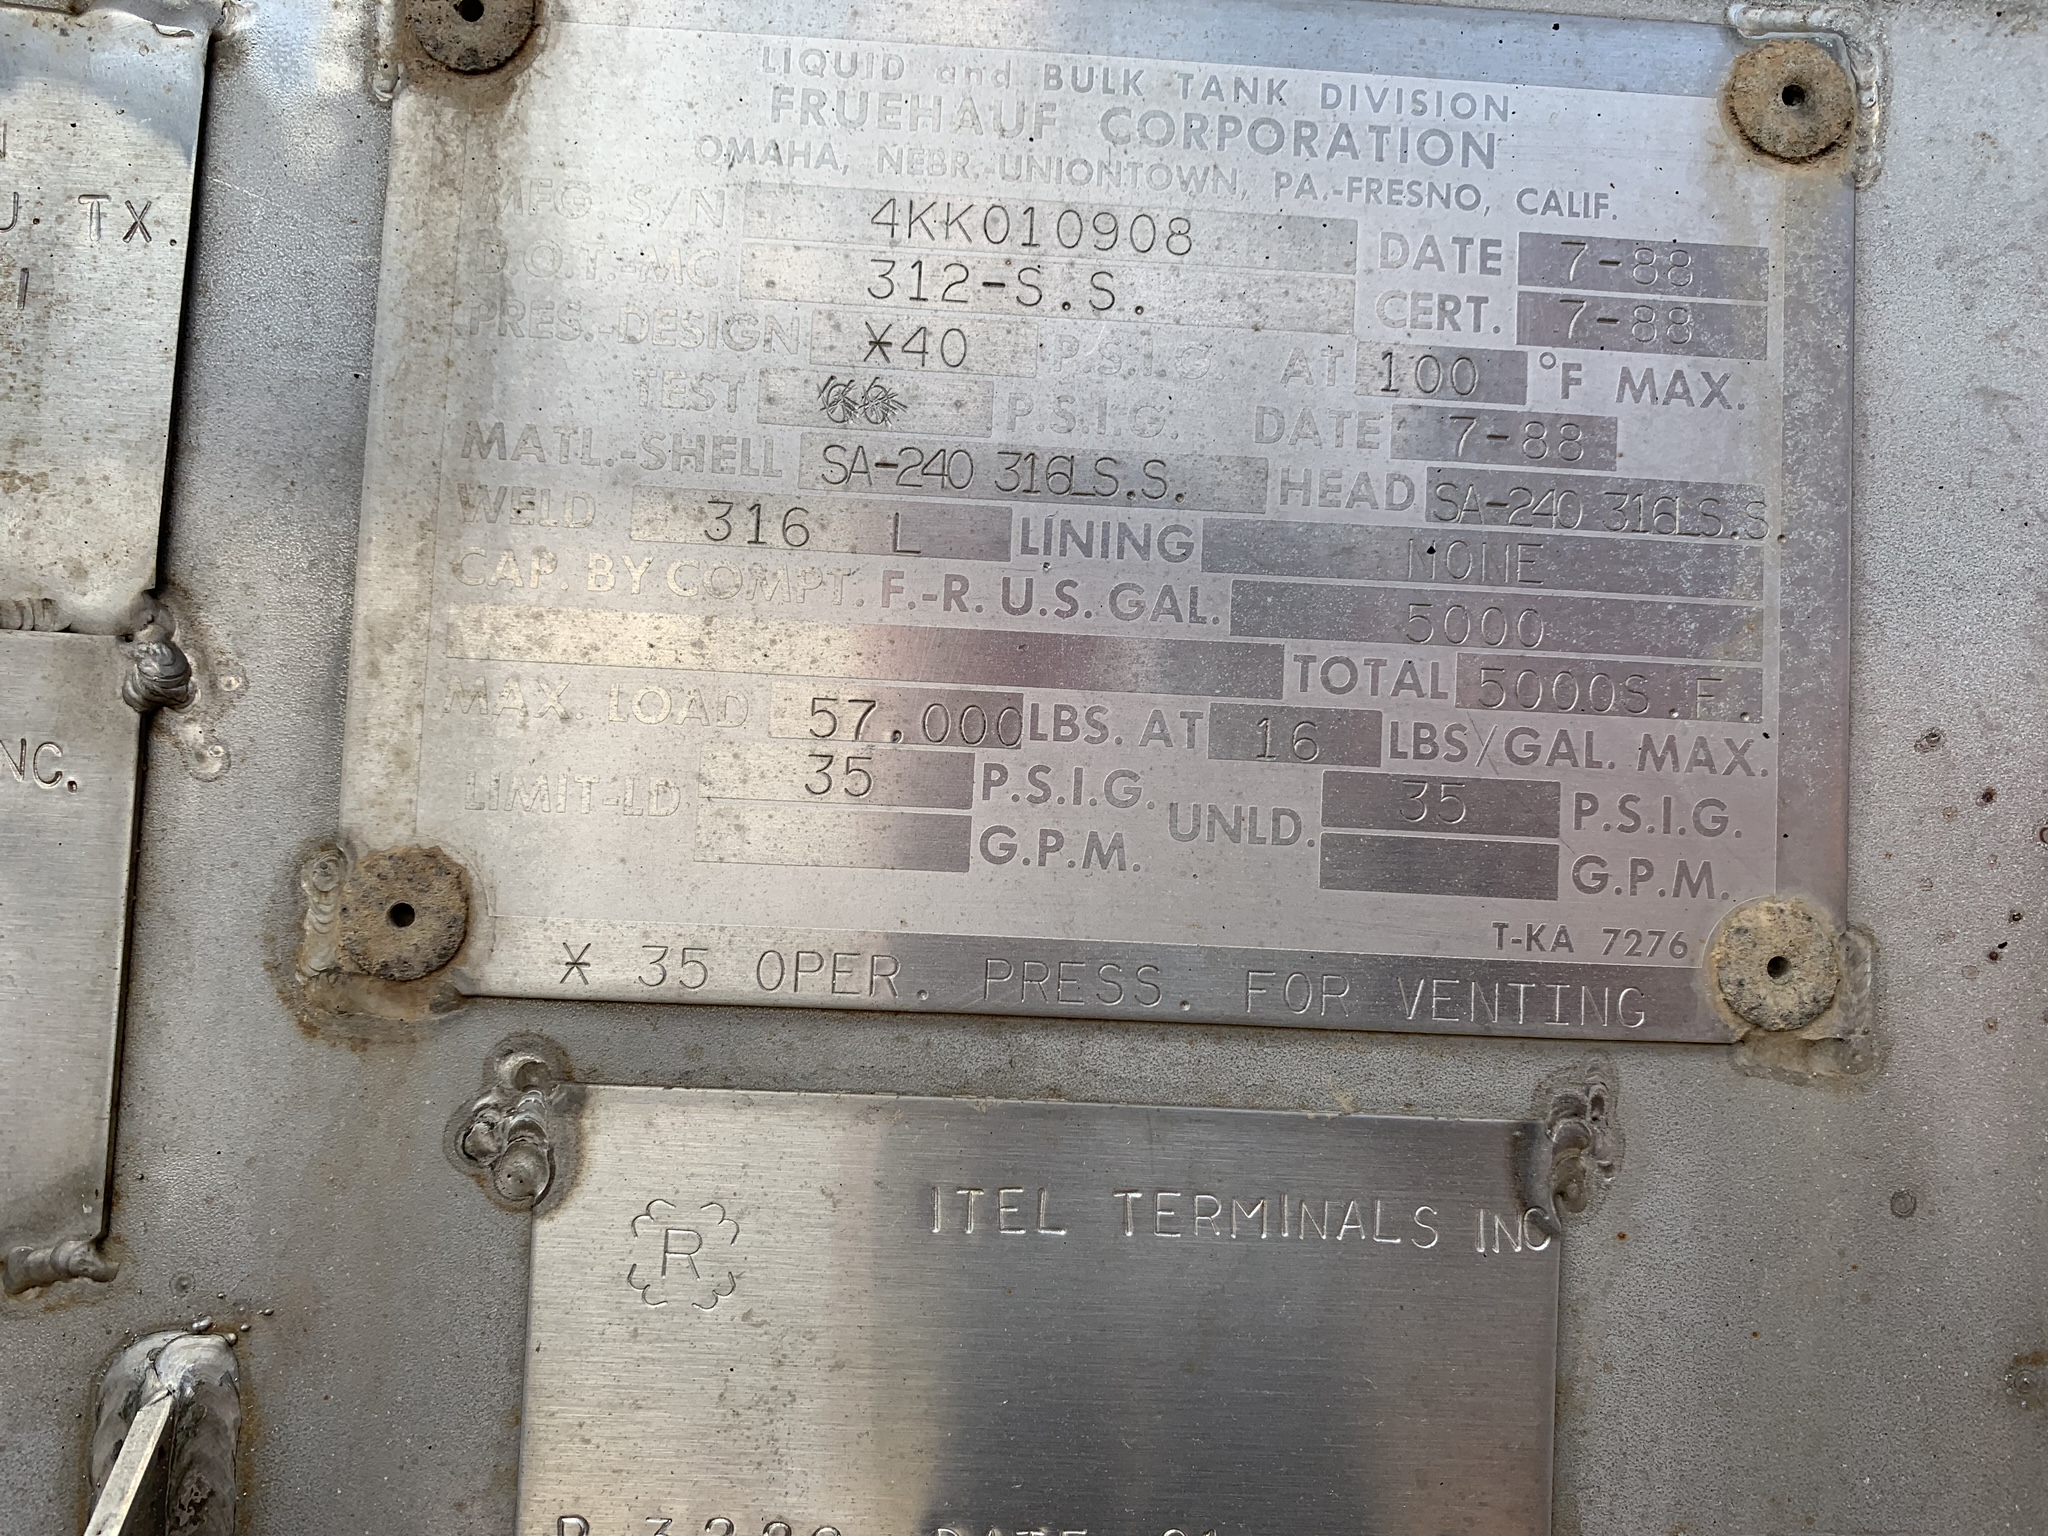 LIQUID and BULK TANK DIVISION
FRUEHAUF CORPORATION
OMAHA, NEBR.-UNIONTOWN, PA.-FRESNO, CALIF.
MFG. S/N 4KK010908 DATE 7-88
D.O.T.-MC 312-S.S. CERT. 7-88
PRES.-DESIGN *40 P.S.I.G. AT 100 °F MAX.
TEST P.S.I.G. DATE 7-88
MATL.-SHELL SA-240 316LS.S. HEAD SA-240 316LS.S.
WELD 316 L LINING NONE
CAP. BY COMPT. F.-R. U.S. GAL. 5000
TOTAL 5000S.F.
MAX. LOAD 57,000 LBS. AT 16 LBS/GAL. MAX.
LIMIT-LD 35 P.S.I.G. UNLD. 35 P.S.I.G.
G.P.M. G.P.M.
T-KA 7276
* 35 OPER. PRESS. FOR VENTING
R ITEL TERMINALS INC
TX.
NC.